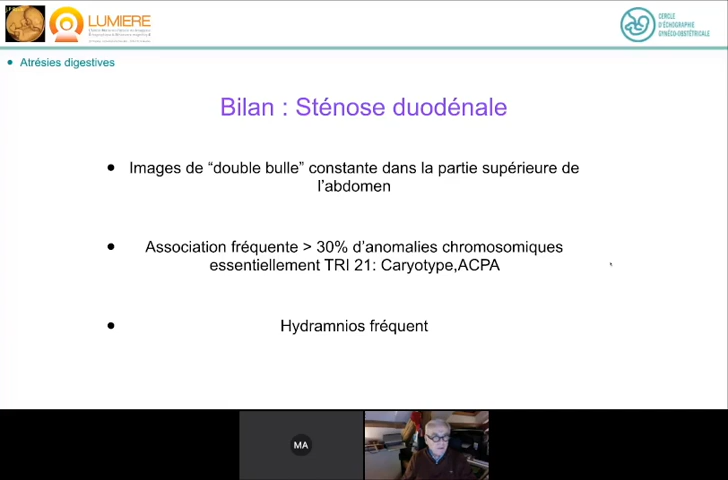 LUMIERE
CERCLE
D'ÉCHOGRAPHIE
GYNÉCO-OBSTÉTRICALE
• Atrésies digestives
Bilan : Sténose duodénale
• Images de “double bulle” constante dans la partie supérieure de
l’abdomen
• Association fréquente > 30% d’anomalies chromosomiques
essentiellement TRI 21: Caryotype,ACPA
• Hydramnios fréquent
MA